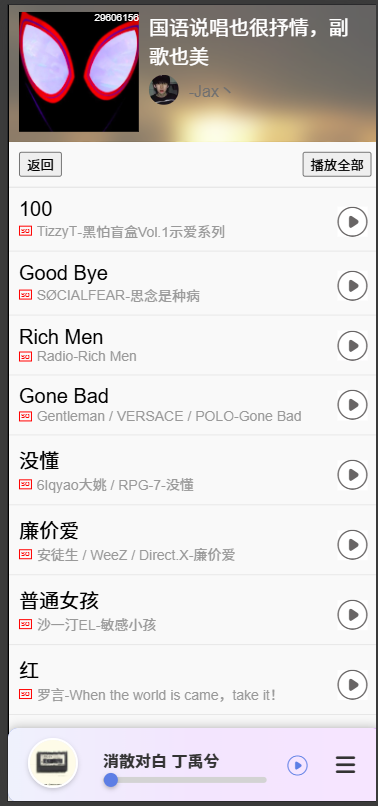 29606156
国语说唱也很抒情，副
歌也美
-Jax丶
返回
播放全部
100
SQ TizzyT-黑怕盲盒Vol.1示爱系列
Good Bye
SQ SØCIALFEAR-思念是种病
Rich Men
SQ Radio-Rich Men
Gone Bad
SQ Gentleman / VERSACE / POLO-Gone Bad
没懂
SQ 6lqyao大姚 / RPG-7-没懂
廉价爱
SQ 安徒生 / WeeZ / Direct.X-廉价爱
普通女孩
SQ 沙一汀EL-敏感小孩
红
SQ 罗言-When the world is came，take it！
消散对白 丁禹兮